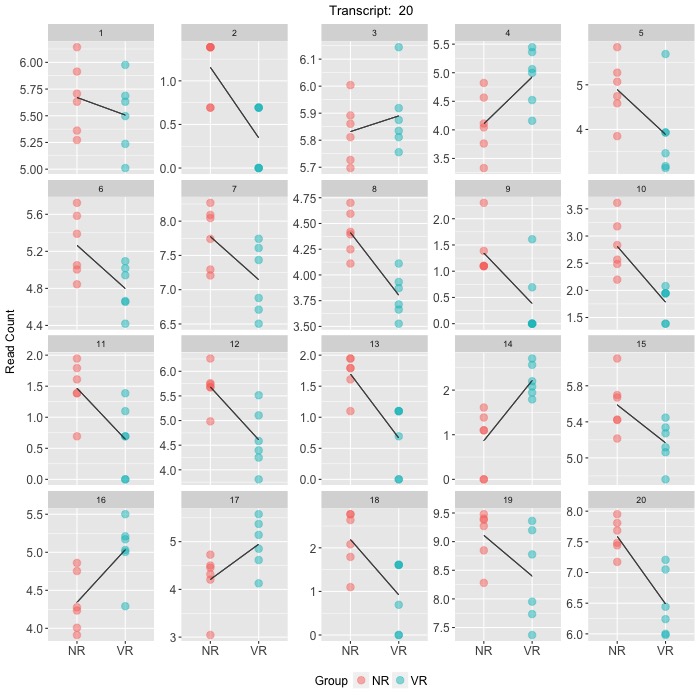 Transcript: 20
1 2 3 4 5
6.00 5.75 5.50 5.25 5.00
1.0 0.5 0.0
6.1 6.0 5.9 5.8 5.7
5.5 5.0 4.5 4.0 3.5
5 4
6 7 8 9 10
5.6 5.2 4.8 4.4
8.0 7.5 7.0 6.5
4.75 4.50 4.25 4.00 3.75 3.50
2.0 1.5 1.0 0.5 0.0
3.5 3.0 2.5 2.0 1.5
Read Count
11 12 13 14 15
2.0 1.5 1.0 0.5 0.0
6.0 5.5 5.0 4.5 4.0
2.0 1.5 1.0 0.5 0.0
2 1 0
5.8 5.4 5.0
16 17 18 19 20
5.5 5.0 4.5 4.0
5 4 3
2 1 0
9.5 9.0 8.5 8.0 7.5
8.0 7.5 7.0 6.5 6.0
NR VR NR VR NR VR NR VR NR VR
Group NR VR